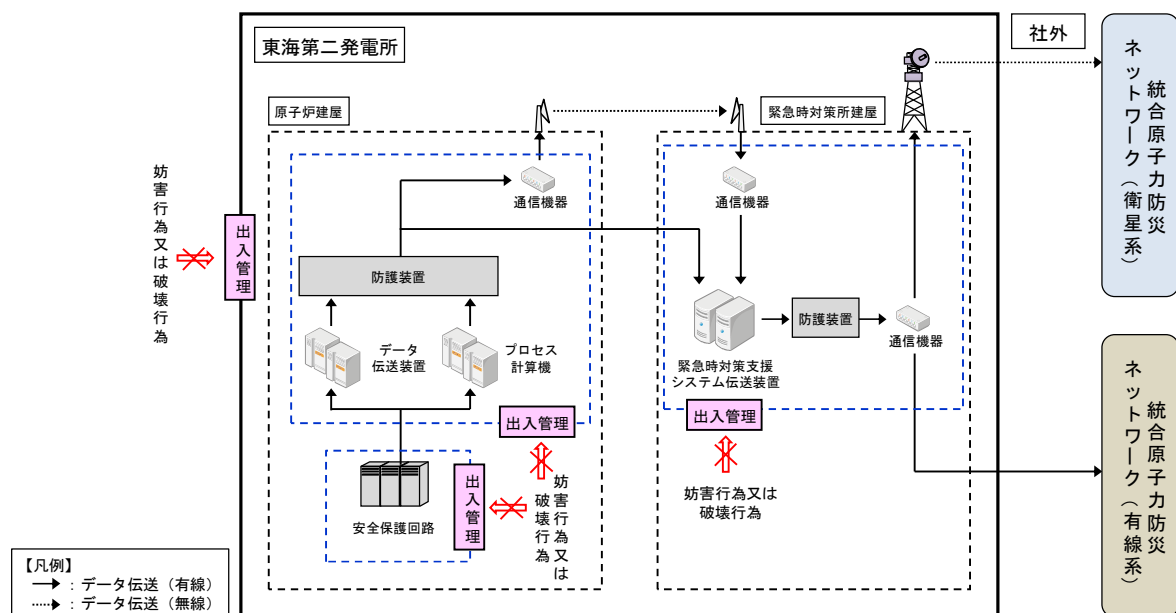 東海第二発電所
社外
統合原子力防災
ネットワーク（衛星系）
原子炉建屋
緊急時対策所建屋
妨害行為又は破壊行為
出入管理
通信機器
通信機器
防護装置
データ
伝送装置
プロセス
計算機
緊急時対策支援
システム伝送装置
防護装置
通信機器
統合原子力防災
ネットワーク（有線系）
出入管理
出入管理
安全保護回路
出入管理
妨害行為又は
破壊行為
妨害行為又は
破壊行為
【凡例】
：データ伝送（有線）
：データ伝送（無線）